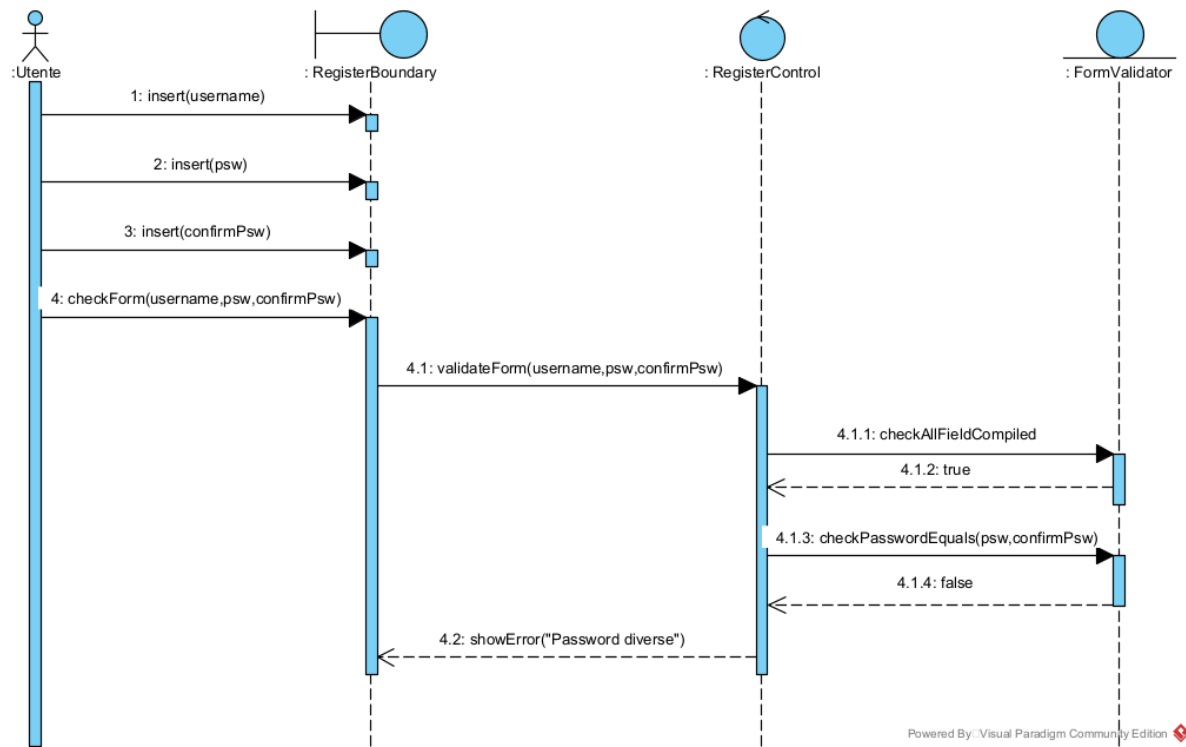 :Utente
: RegisterBoundary
: RegisterControl
: FormValidator
1: insert(username)
2: insert(psw)
3: insert(confirmPsw)
4: checkForm(username,psw,confirmPsw)
4.1: validateForm(username,psw,confirmPsw)
4.1.1: checkAllFieldCompiled
4.1.2: true
4.1.3: checkPasswordEquals(psw,confirmPsw)
4.1.4: false
4.2: showError("Password diverse")
Powered By Visual Paradigm Community Edition